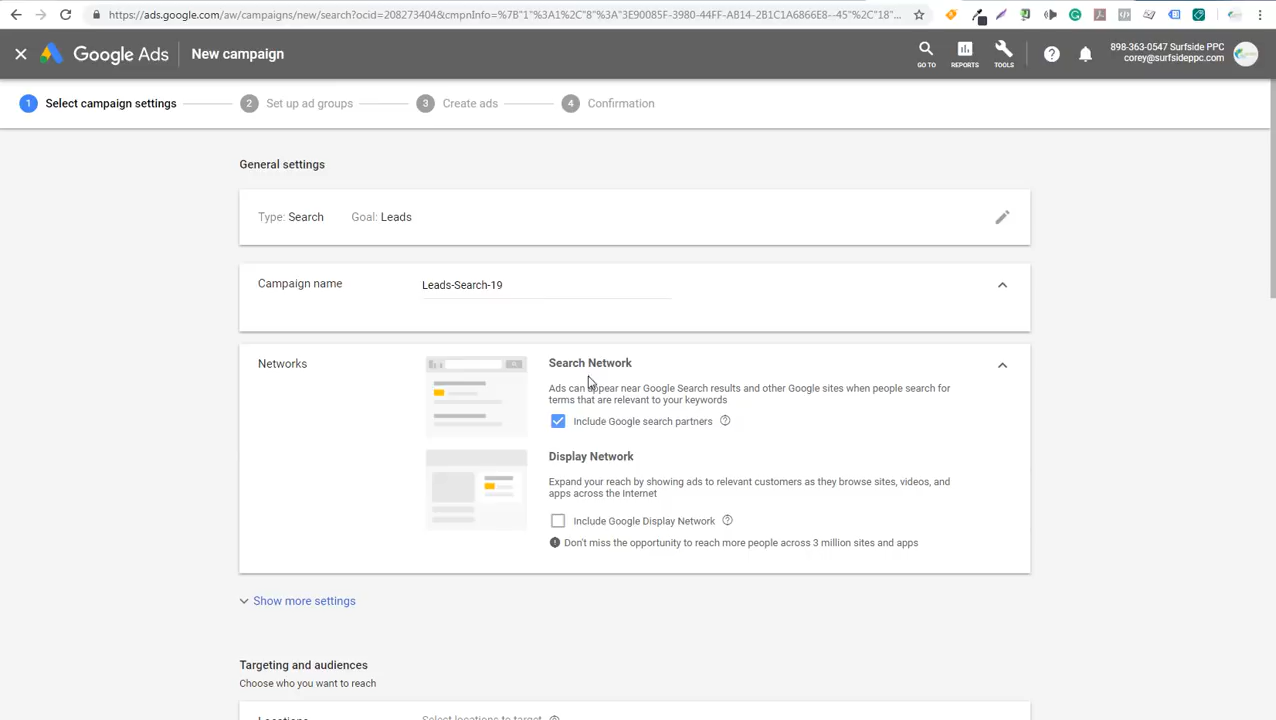 https://ads.google.com/aw/campaigns/new/search?ocid=208273404&cmpnInfo=%7B"1"%3A1%2C"8"%3A"3E90085F-3980-44FF-AB14-2B1C1A6866E8--45"%2C"18"...
Google Ads
New campaign
GO TO
REPORTS
TOOLS
898-363-0547 Surfside PPC
corey@surfsideppc.com
1 Select campaign settings
2 Set up ad groups
3 Create ads
4 Confirmation
General settings
Type: Search Goal: Leads
Campaign name
Leads-Search-19
Networks
Search Network
Ads can appear near Google Search results and other Google sites when people search for
terms that are relevant to your keywords
Include Google search partners
Display Network
Expand your reach by showing ads to relevant customers as they browse sites, videos, and
apps across the Internet
Include Google Display Network
Don't miss the opportunity to reach more people across 3 million sites and apps
Show more settings
Targeting and audiences
Choose who you want to reach
Locations
Select locations to target